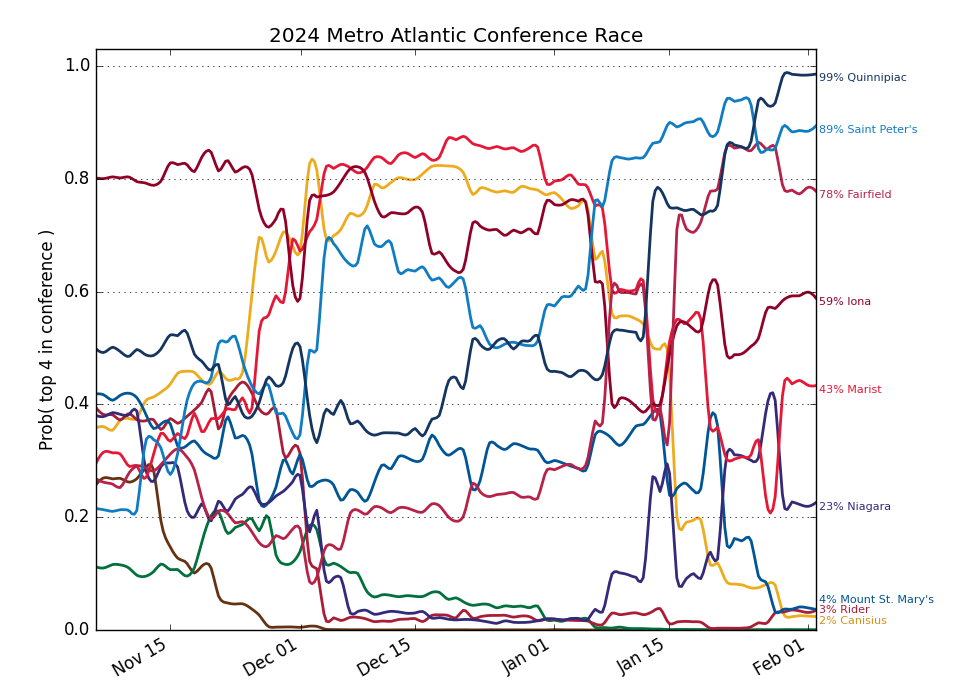 2024 Metro Atlantic Conference Race
Prob( top 4 in conference )
1.0
0.8
0.6
0.4
0.2
0.0
Nov 15
Dec 01
Dec 15
Jan 01
Jan 15
Feb 01
99% Quinnipiac
89% Saint Peter's
78% Fairfield
59% Iona
43% Marist
23% Niagara
4% Mount St. Mary's
3% Rider
2% Canisius